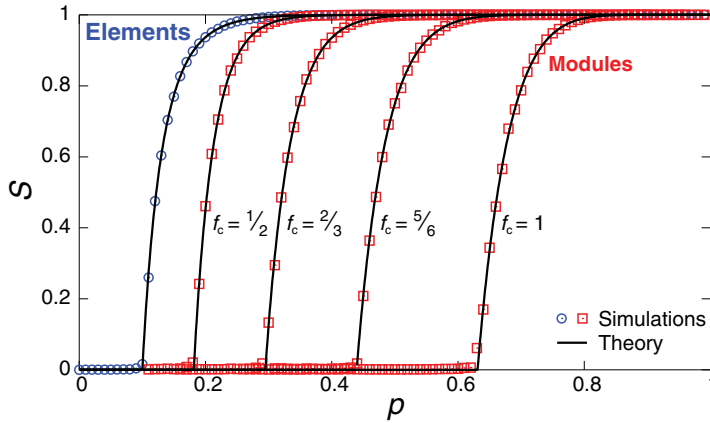 1
Elements
0.8
Modules
0.6
S
0.4
f_c = 1/2
f_c = 2/3
f_c = 5/6
f_c = 1
0.2
Simulations
Theory
0
0
0.2
0.4
0.6
0.8
1
p